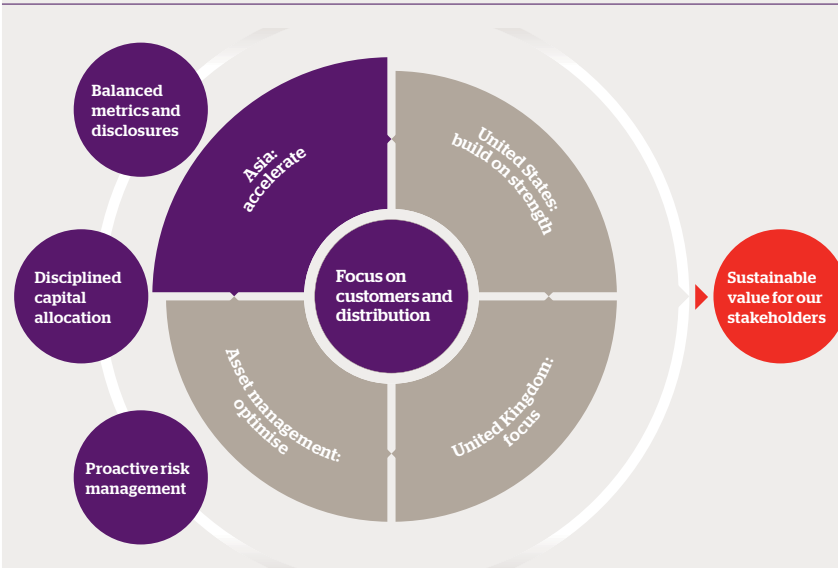 Balanced
metrics and
disclosures
Asia:
accelerate
United States:
build on strength
Disciplined
capital
allocation
Focus on
customers and
distribution
Sustainable
value for our
stakeholders
Asset management:
optimise
United Kingdom:
focus
Proactive risk
management